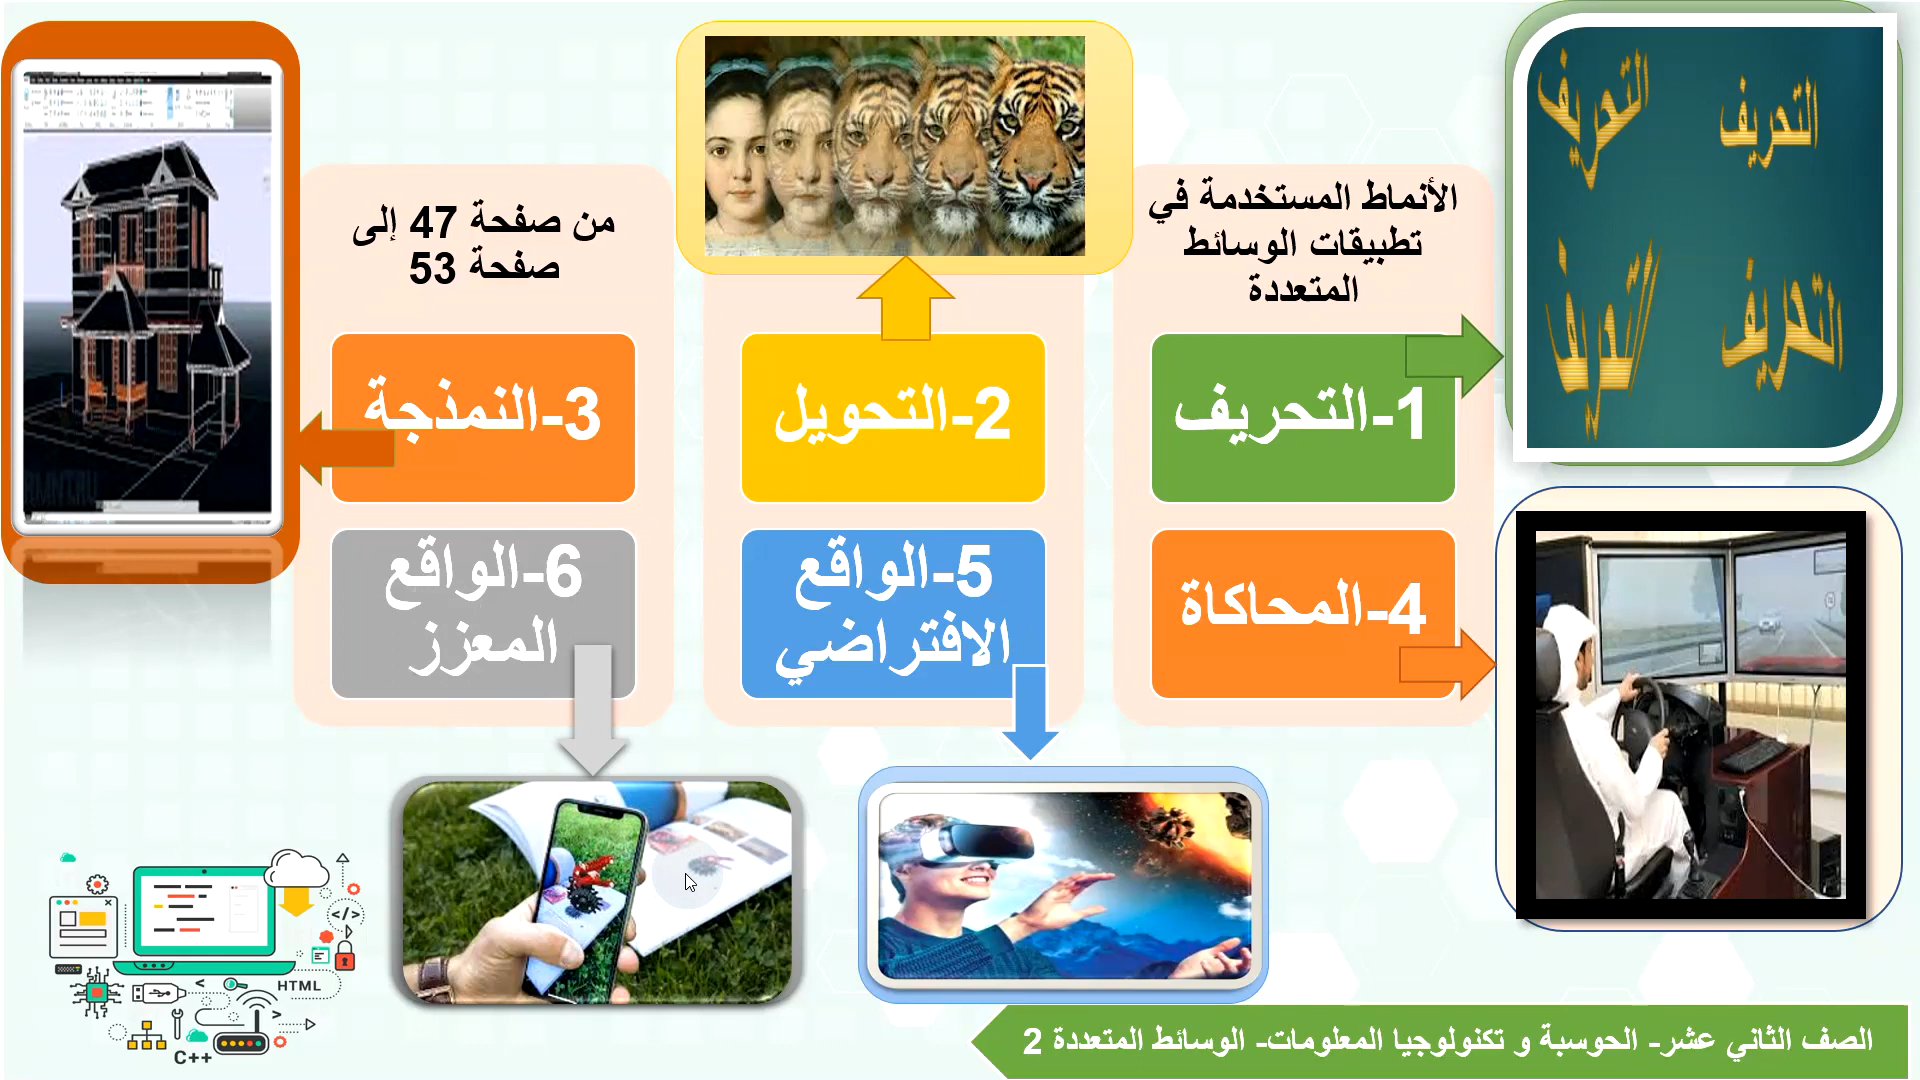 الأنماط المستخدمة في
تطبيقات الوسائط
المتعددة
من صفحة 47 إلى
صفحة 53
1-التحريف
2-التحويل
3-النمذجة
4-المحاكاة
5-الواقع
الافتراضي
6-الواقع
المعزز
التحريف
التحريف
التحريف
التحريف
HTML
</>
C++
الصف الثاني عشر- الحوسبة و تكنولوجيا المعلومات- الوسائط المتعددة 2